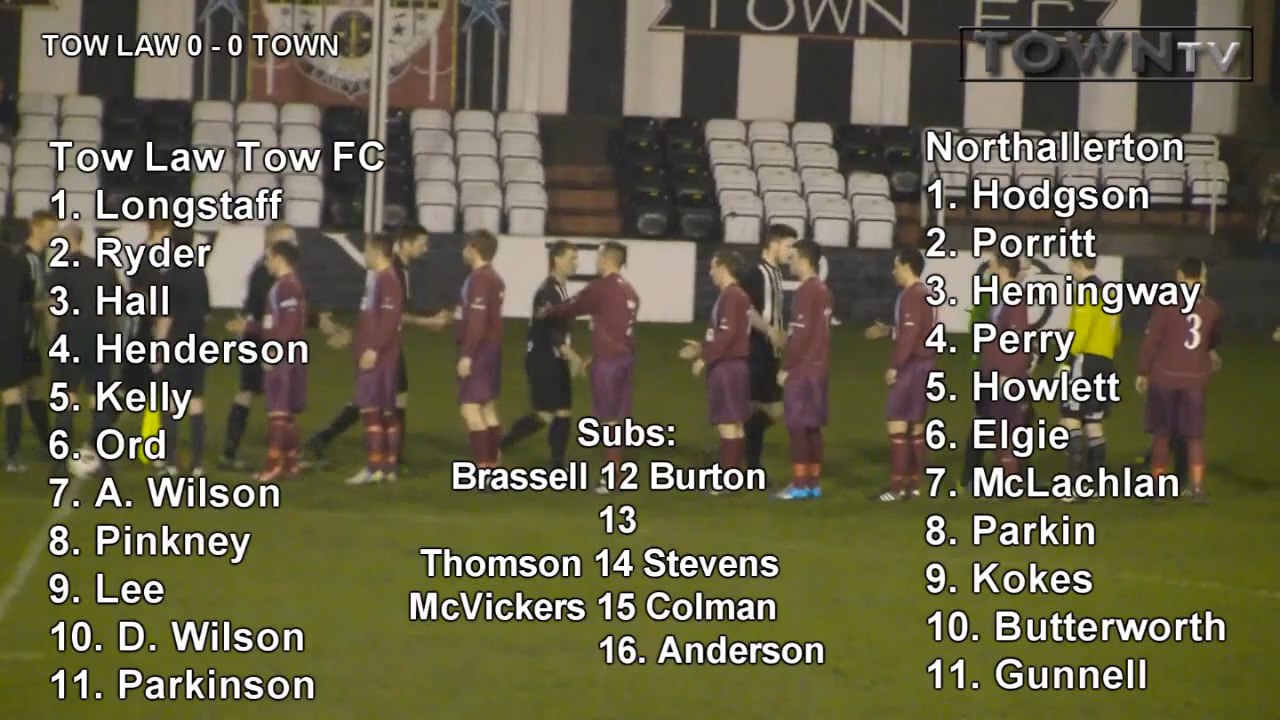 TOWN FC
TOW LAW 0 - 0 TOWN
TOWNTV
Tow Law Tow FC
1. Longstaff
2. Ryder
3. Hall
4. Henderson
5. Kelly
6. Ord
7. A. Wilson
8. Pinkney
9. Lee
10. D. Wilson
11. Parkinson
Subs:
Brassell 12 Burton
13
Thomson 14 Stevens
McVickers 15 Colman
16. Anderson
Northallerton
1. Hodgson
2. Porritt
3. Hemingway
4. Perry
5. Howlett
6. Elgie
7. McLachlan
8. Parkin
9. Kokes
10. Butterworth
11. Gunnell
3